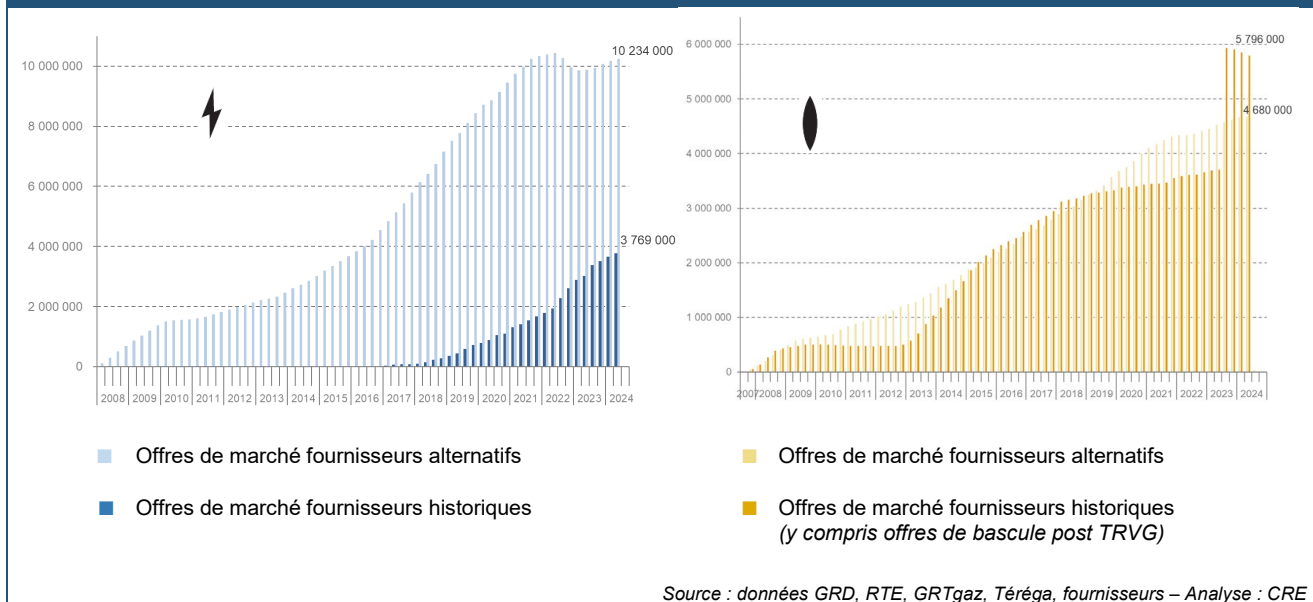 10 234 000
10 000 000
8 000 000
6 000 000
4 000 000
3 769 000
2 000 000
0
2008 2009 2010 2011 2012 2013 2014 2015 2016 2017 2018 2019 2020 2021 2022 2023 2024
Offres de marché fournisseurs alternatifs
Offres de marché fournisseurs historiques
5 796 000
6 000 000
5 000 000
4 680 000
4 000 000
3 000 000
2 000 000
1 000 000
0
2007 2008 2009 2010 2011 2012 2013 2014 2015 2016 2017 2018 2019 2020 2021 2022 2023 2024
Offres de marché fournisseurs alternatifs
Offres de marché fournisseurs historiques
(y compris offres de bascule post TRVG)
Source : données GRD, RTE, GRTgaz, Téréga, fournisseurs – Analyse : CRE